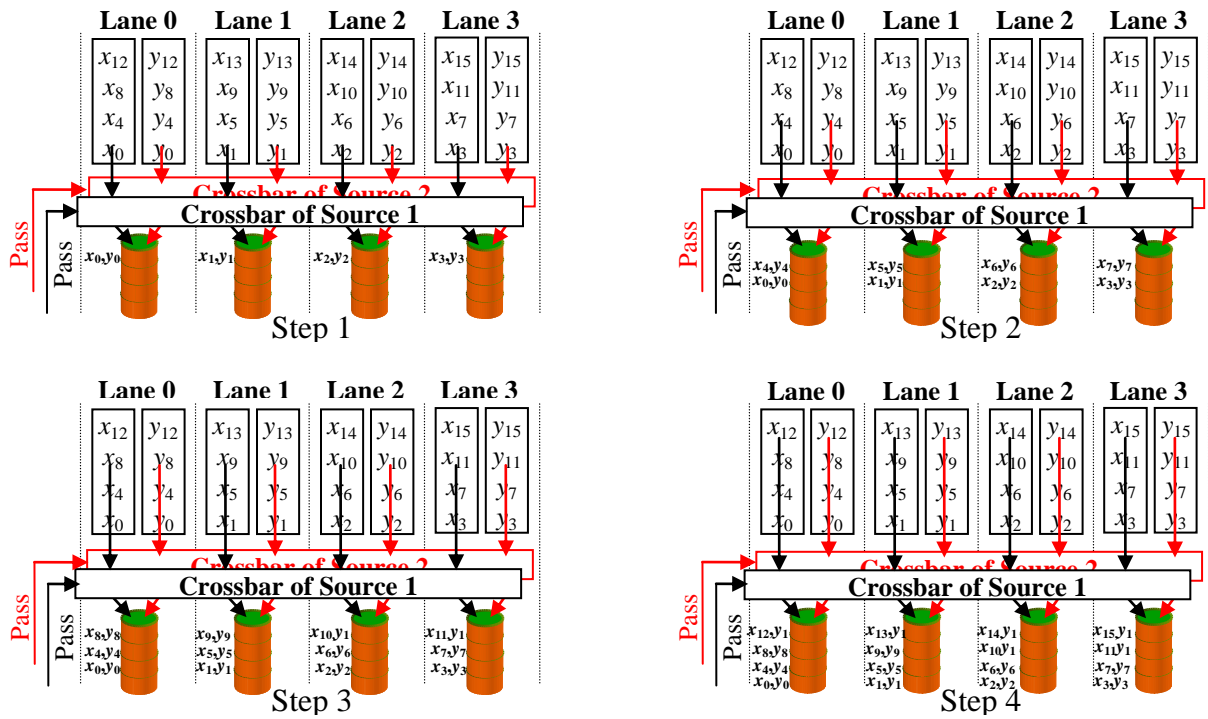 Lane 0 Lane 1 Lane 2 Lane 3
x12 y12 x13 y13 x14 y14 x15 y15
x8 y8 x9 y9 x10 y10 x11 y11
x4 y4 x5 y5 x6 y6 x7 y7
x0 y0 x1 y1 x2 y2 x3 y3
Crossbar of Source 2
Crossbar of Source 1
Pass
Pass
x0,y0 x1,y1 x2,y2 x3,y3
Step 1
Lane 0 Lane 1 Lane 2 Lane 3
x12 y12 x13 y13 x14 y14 x15 y15
x8 y8 x9 y9 x10 y10 x11 y11
x4 y4 x5 y5 x6 y6 x7 y7
x0 y0 x1 y1 x2 y2 x3 y3
Crossbar of Source 2
Crossbar of Source 1
Pass
Pass
x4,y4 x5,y5 x6,y6 x7,y7
x0,y0 x1,y1 x2,y2 x3,y3
Step 2
Lane 0 Lane 1 Lane 2 Lane 3
x12 y12 x13 y13 x14 y14 x15 y15
x8 y8 x9 y9 x10 y10 x11 y11
x4 y4 x5 y5 x6 y6 x7 y7
x0 y0 x1 y1 x2 y2 x3 y3
Crossbar of Source 2
Crossbar of Source 1
Pass
Pass
x8,y8 x9,y9 x10,y1 x11,y1
x4,y4 x5,y5 x6,y6 x7,y7
x0,y0 x1,y1 x2,y2 x3,y3
Step 3
Lane 0 Lane 1 Lane 2 Lane 3
x12 y12 x13 y13 x14 y14 x15 y15
x8 y8 x9 y9 x10 y10 x11 y11
x4 y4 x5 y5 x6 y6 x7 y7
x0 y0 x1 y1 x2 y2 x3 y3
Crossbar of Source 2
Crossbar of Source 1
Pass
Pass
x12,y1 x13,y1 x14,y1 x15,y1
x8,y8 x9,y9 x10y1 x11y1
x4,y4 x5,y5 x6,y6 x7,y7
x0,y0 x1,y1 x2,y2 x3,y3
Step 4